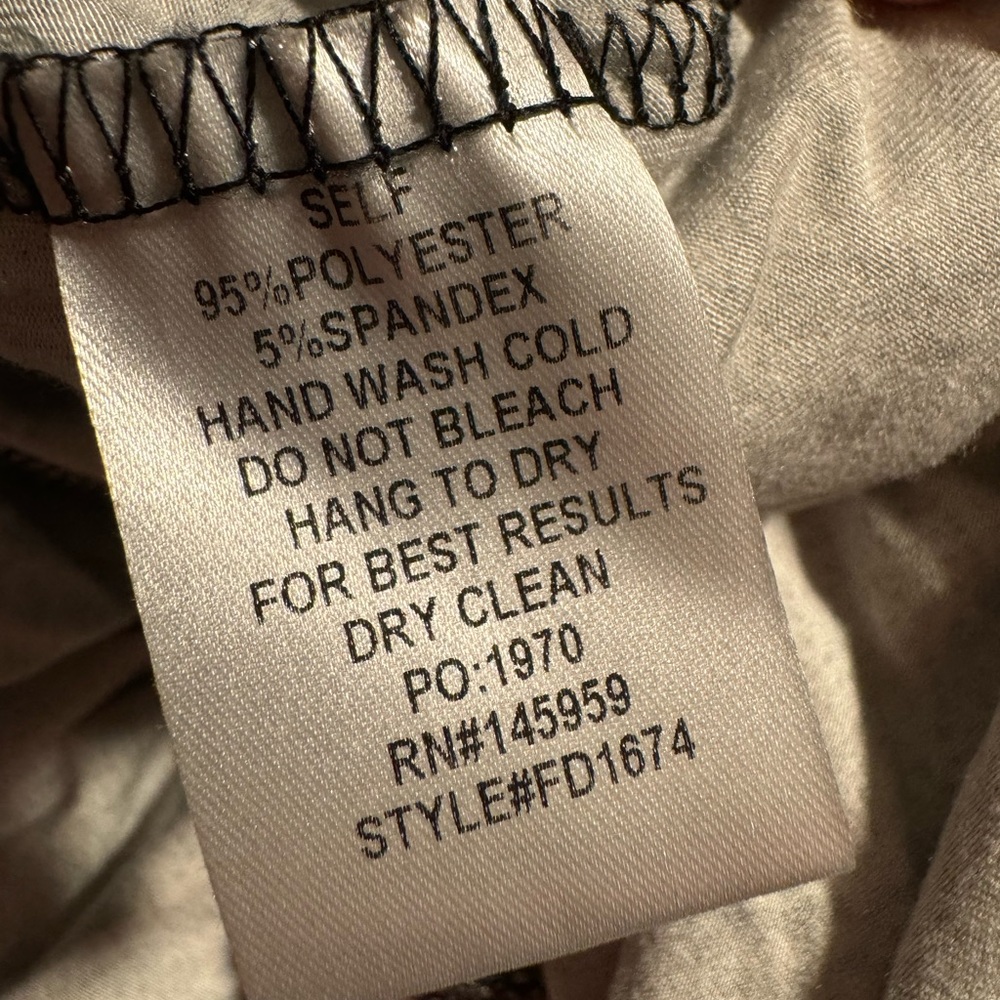 SELF
95%POLYESTER
5%SPANDEX
HAND WASH COLD
DO NOT BLEACH
HANG TO DRY
FOR BEST RESULTS
DRY CLEAN
PO:1970
RN#145959
STYLE#FD1674